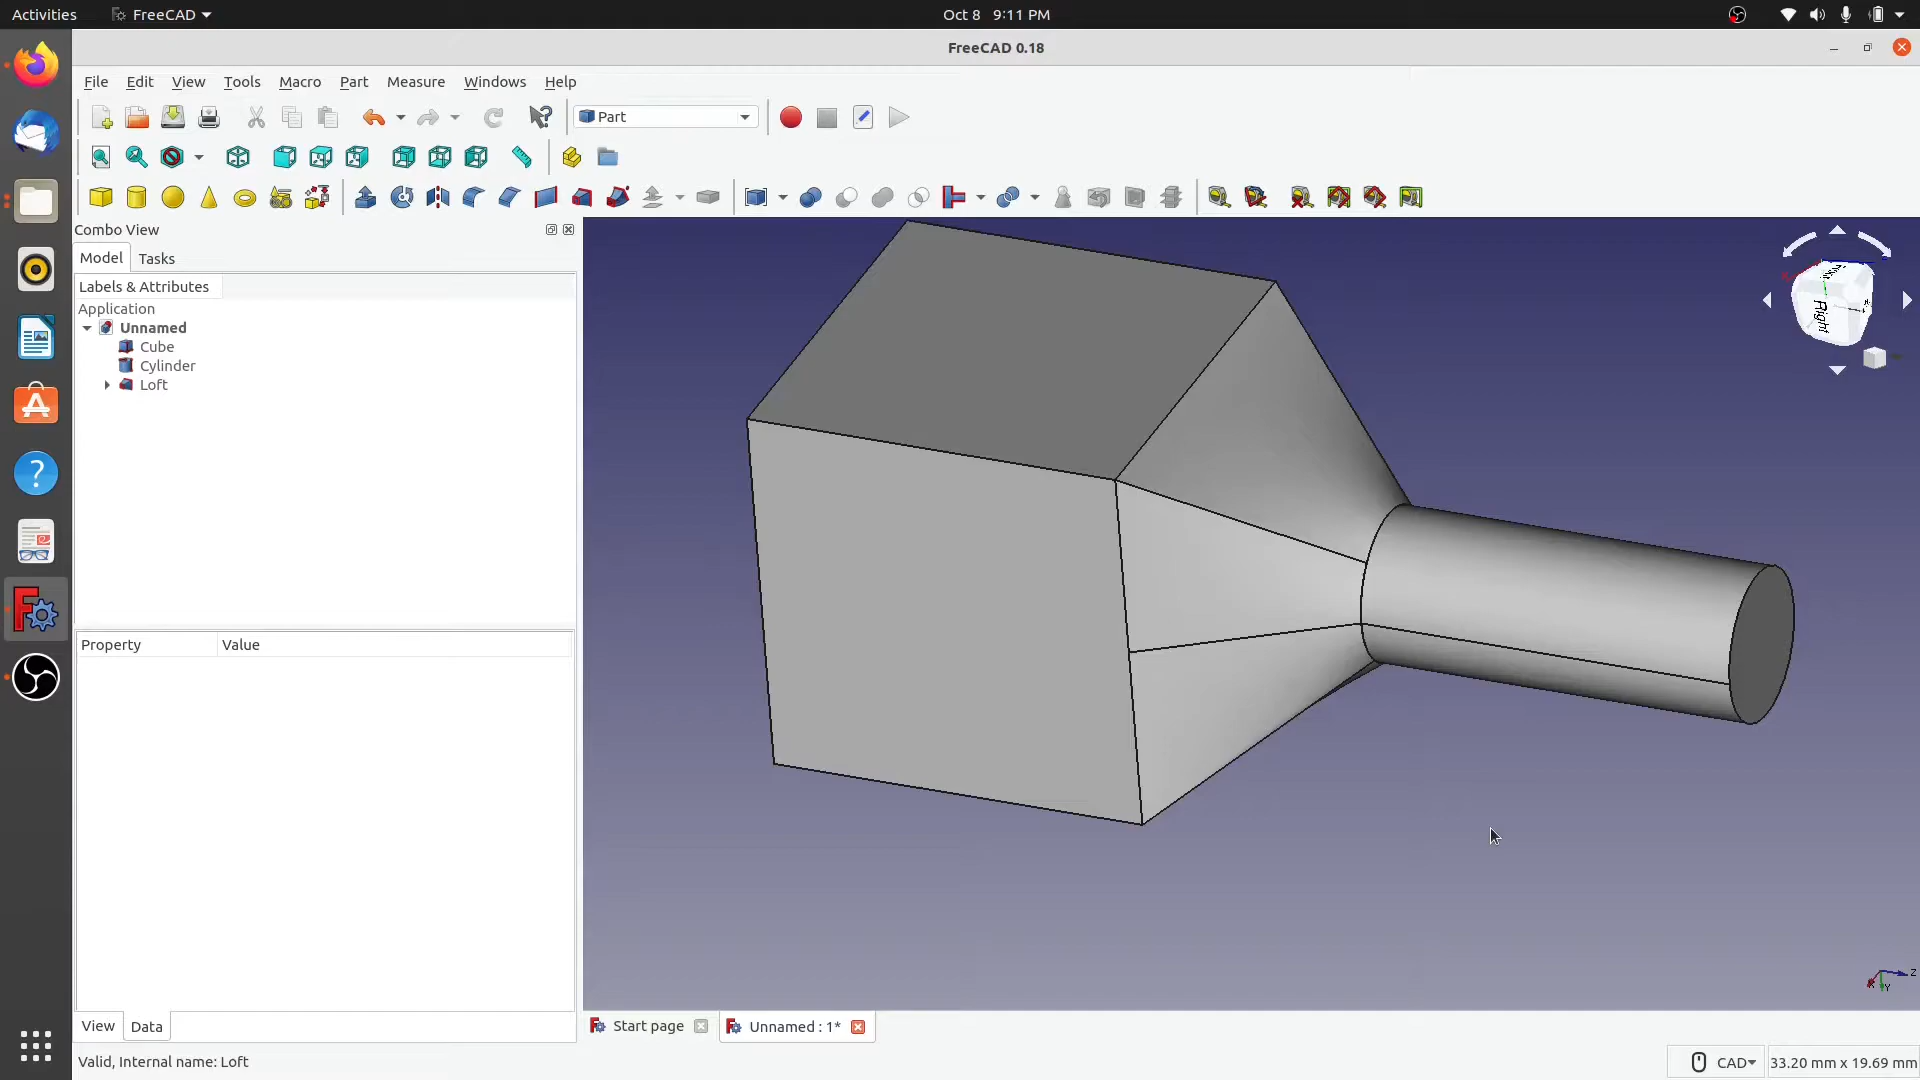 Activities
FreeCAD
Oct 8 9:11 PM
FreeCAD 0.18
File Edit View Tools Macro Part Measure Windows Help
Part
Combo View
Model Tasks
Labels & Attributes
Application
Unnamed
Cube
Cylinder
Loft
Right
Property Value
View Data
Z
Y
Start page
Unnamed : 1*
Valid, Internal name: Loft
CAD
33.20 mm x 19.69 mm